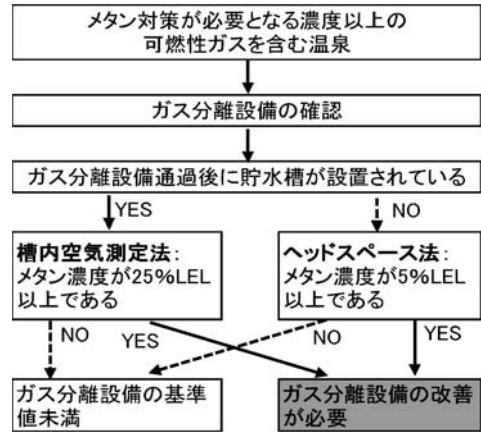 メタン対策が必要となる濃度以上の
可燃性ガスを含む温泉
ガス分離設備の確認
ガス分離設備通過後に貯水槽が設置されている
YES
NO
槽内空気測定法:
メタン濃度が25%LEL
以上である
ヘッドスペース法:
メタン濃度が5%LEL
以上である
NO
YES
NO
YES
ガス分離設備の基準
値未満
ガス分離設備の改善
が必要